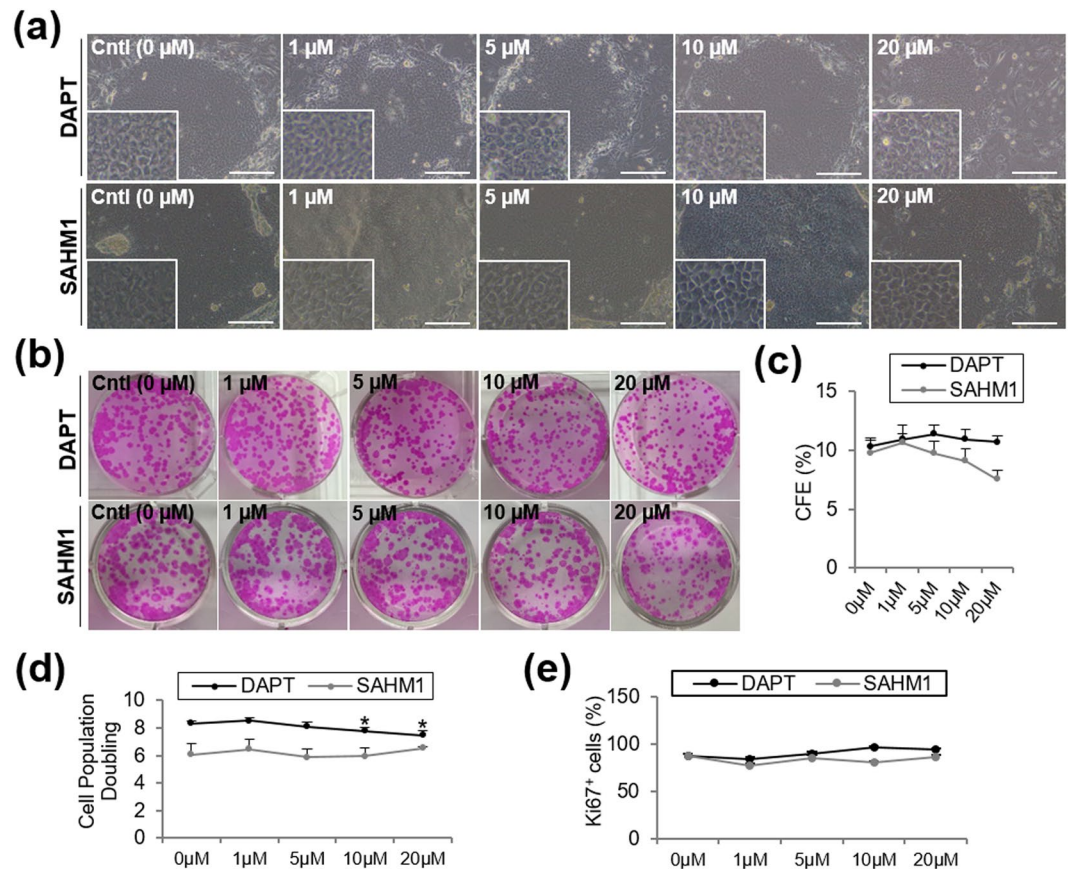 (a)
DAPT
Cntl (0 µM)
1 µM
5 µM
10 µM
20 µM
SAHM1
Cntl (0 µM)
1 µM
5 µM
10 µM
20 µM
(b)
DAPT
Cntl (0 µM)
1 µM
5 µM
10 µM
20 µM
SAHM1
Cntl (0 µM)
1 µM
5 µM
10 µM
20 µM
(c)
DAPT
SAHM1
CFE (%)
15
10
5
0
0µM
1µM
5µM
10µM
20µM
(d)
DAPT
SAHM1
Cell Population
Doubling
10
8
6
4
2
0
* *
0µM
1µM
5µM
10µM
20µM
(e)
DAPT
SAHM1
Ki67⁺ cells (%)
150
100
50
0
0µM
1µM
5µM
10µM
20µM